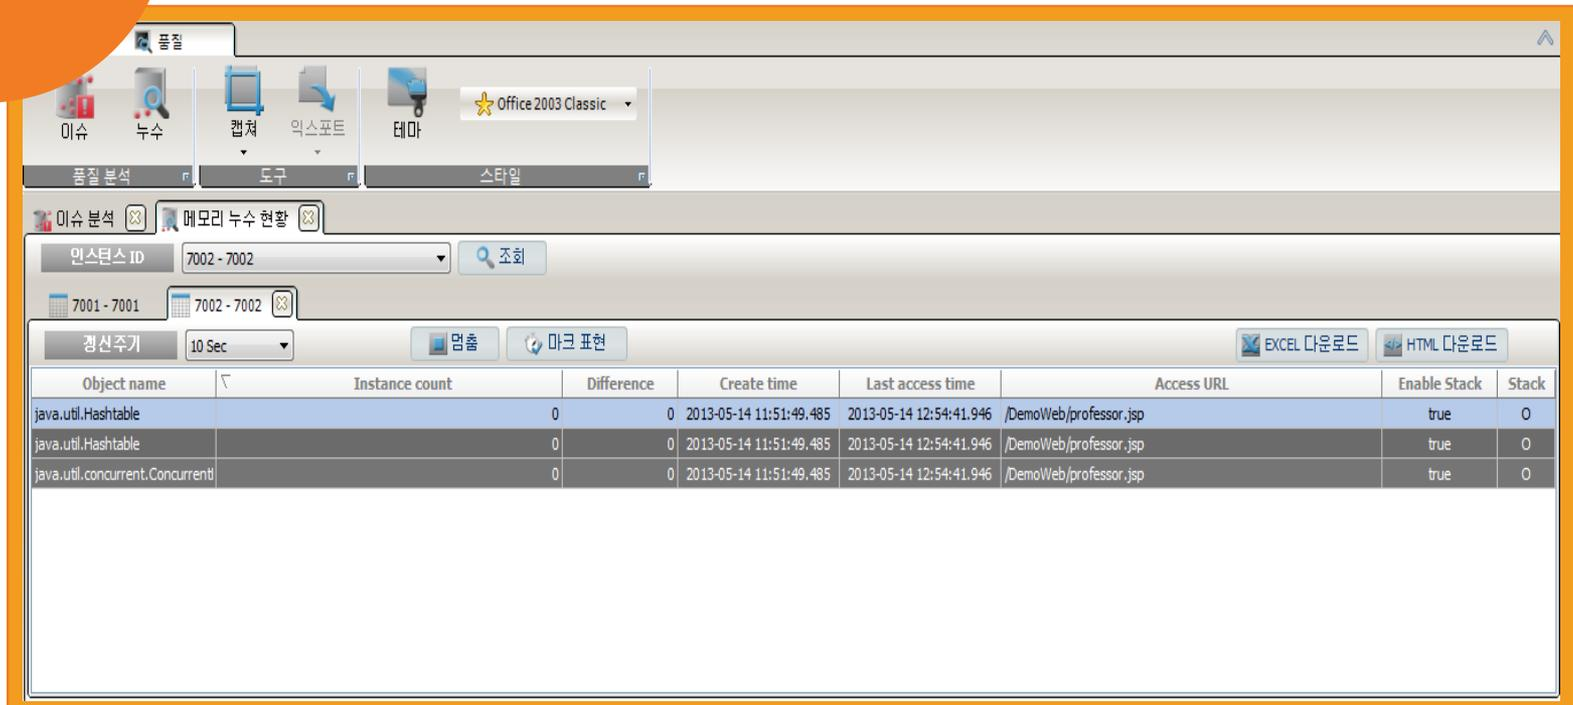 품질
이슈
누수
캡쳐
익스포트
테마
Office 2003 Classic
품질 분석
도구
스타일
이슈 분석
메모리 누수 현황
인스턴스 ID
7002 - 7002
조회
7001 - 7001
7002 - 7002
갱신주기
10 Sec
멈춤
마크 표현
EXCEL 다운로드
HTML 다운로드
Object name Instance count Difference Create time Last access time Access URL Enable Stack Stack
java.util.Hashtable 0 0 2013-05-14 11:51:49.485 2013-05-14 12:54:41.946 /DemoWeb/professor.jsp true O
java.util.Hashtable 0 0 2013-05-14 11:51:49.485 2013-05-14 12:54:41.946 /DemoWeb/professor.jsp true O
java.util.concurrent.Concurrent 0 0 2013-05-14 11:51:49.485 2013-05-14 12:54:41.946 /DemoWeb/professor.jsp true O